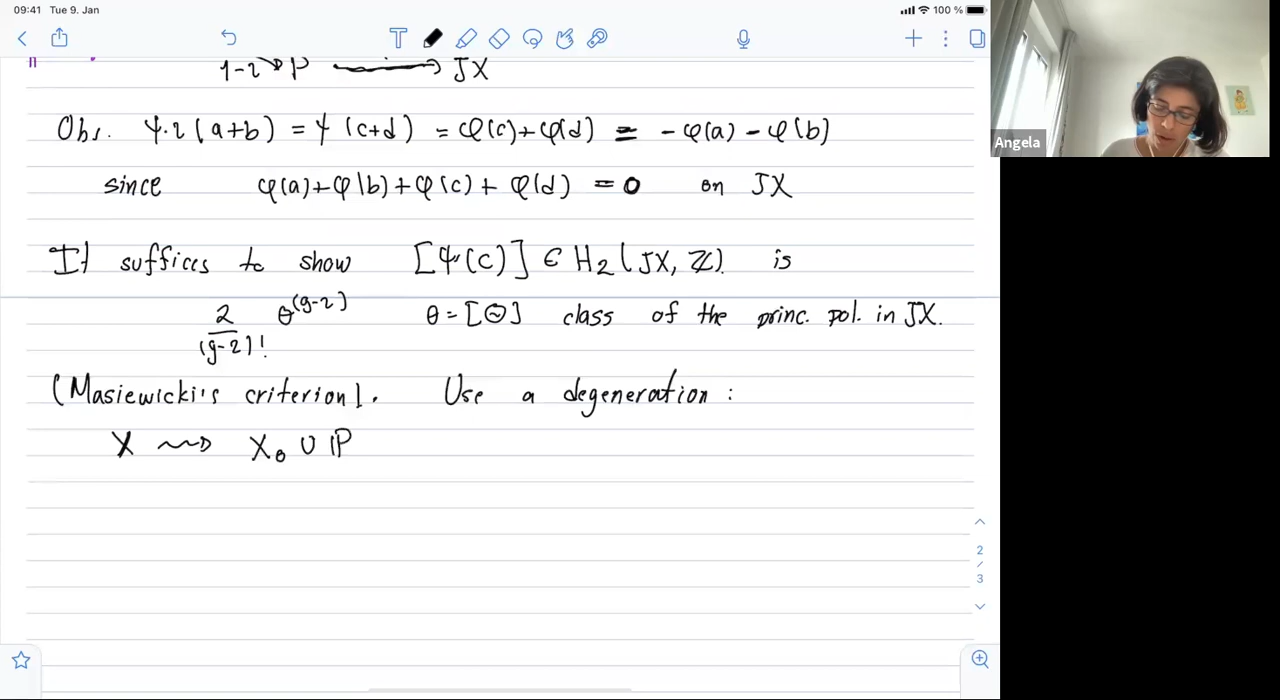 09:41 Tue 9. Jan
100 %
1-2 P → JX
Obs. ψ·ι(a+b) = ψ(c+d) = φ(c)+φ(d) = -φ(a)-φ(b)
since φ(a)+φ(b)+φ(c)+φ(d) = 0 on JX
It suffices to show [ψ(C)] ∈ H₂(JX, ℤ). is
2/(g-2)! θ^(g-2) θ = [Θ] class of the princ. pol. in JX.
(Masiewicki's criterion). Use a degeneration :
X ⇝ X₀ ∪ ℙ
2
/
3
Angela